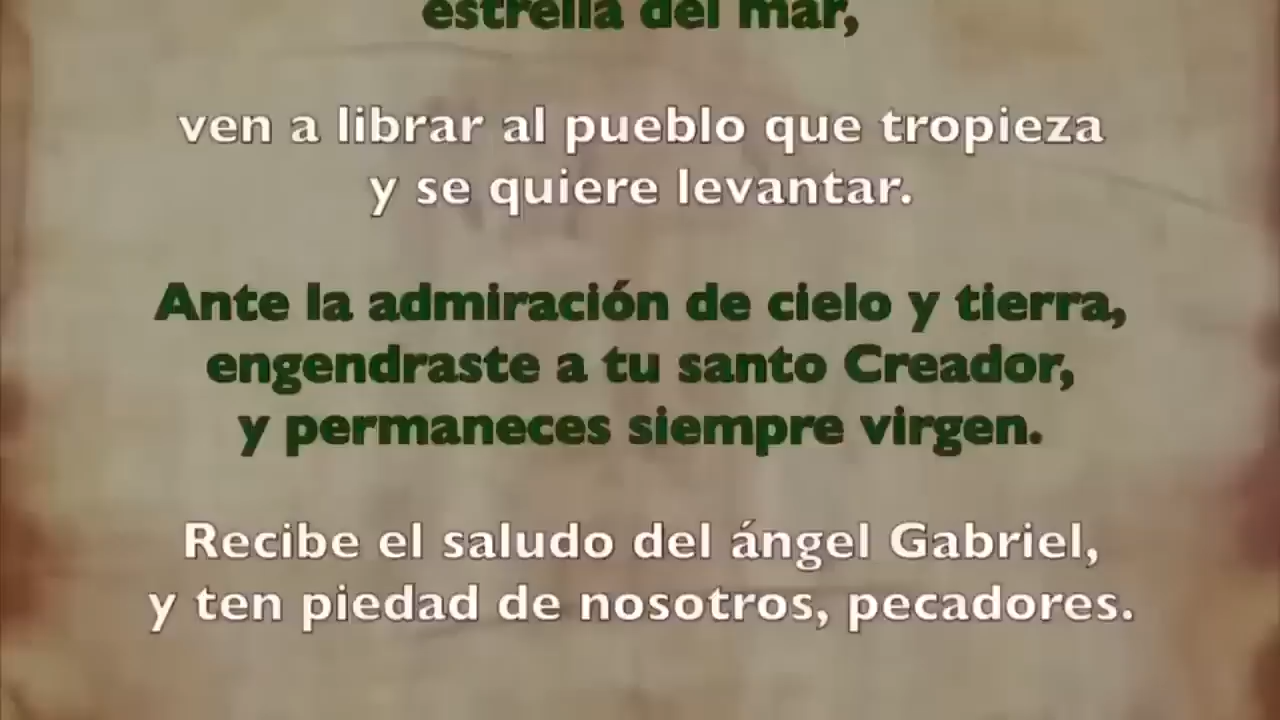 estrella del mar,
ven a librar al pueblo que tropieza
y se quiere levantar.
Ante la admiración de cielo y tierra,
engendraste a tu santo Creador,
y permaneces siempre virgen.
Recibe el saludo del ángel Gabriel,
y ten piedad de nosotros, pecadores.